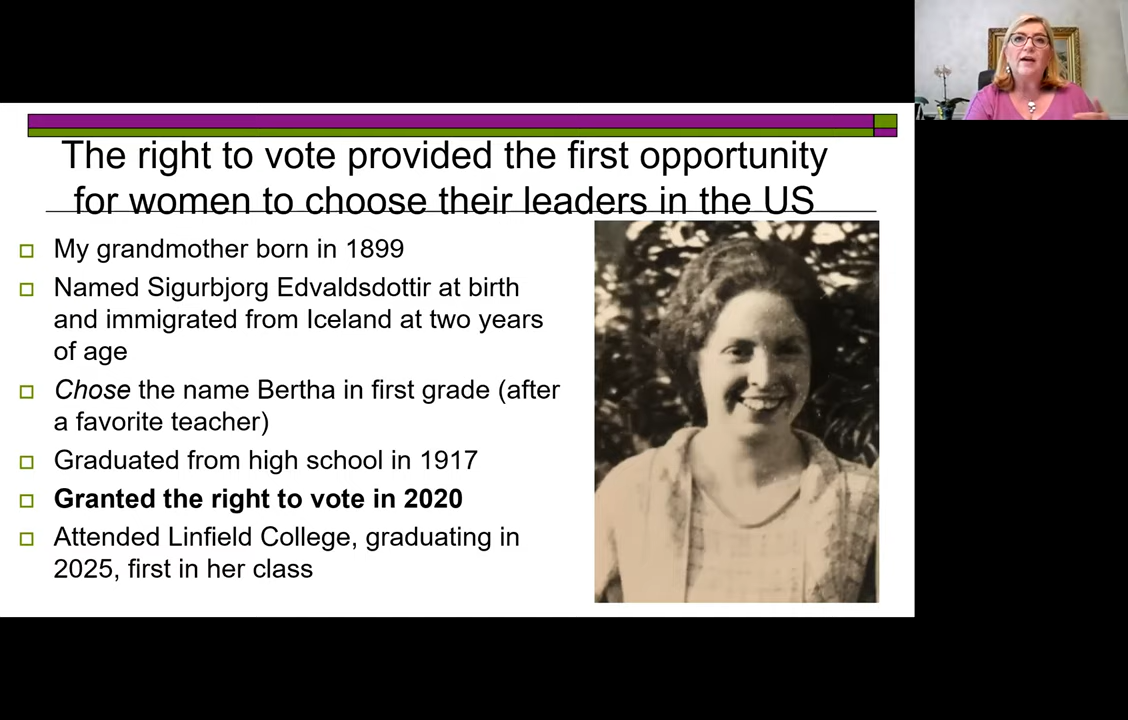 The right to vote provided the first opportunity
for women to choose their leaders in the US
My grandmother born in 1899
Named Sigurbjorg Edvaldsdottir at birth
and immigrated from Iceland at two years
of age
Chose the name Bertha in first grade (after
a favorite teacher)
Graduated from high school in 1917
Granted the right to vote in 2020
Attended Linfield College, graduating in
2025, first in her class